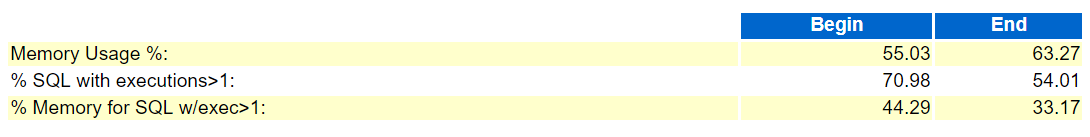 Begin End
Memory Usage %: 55.03 63.27
% SQL with executions>1: 70.98 54.01
% Memory for SQL w/exec>1: 44.29 33.17